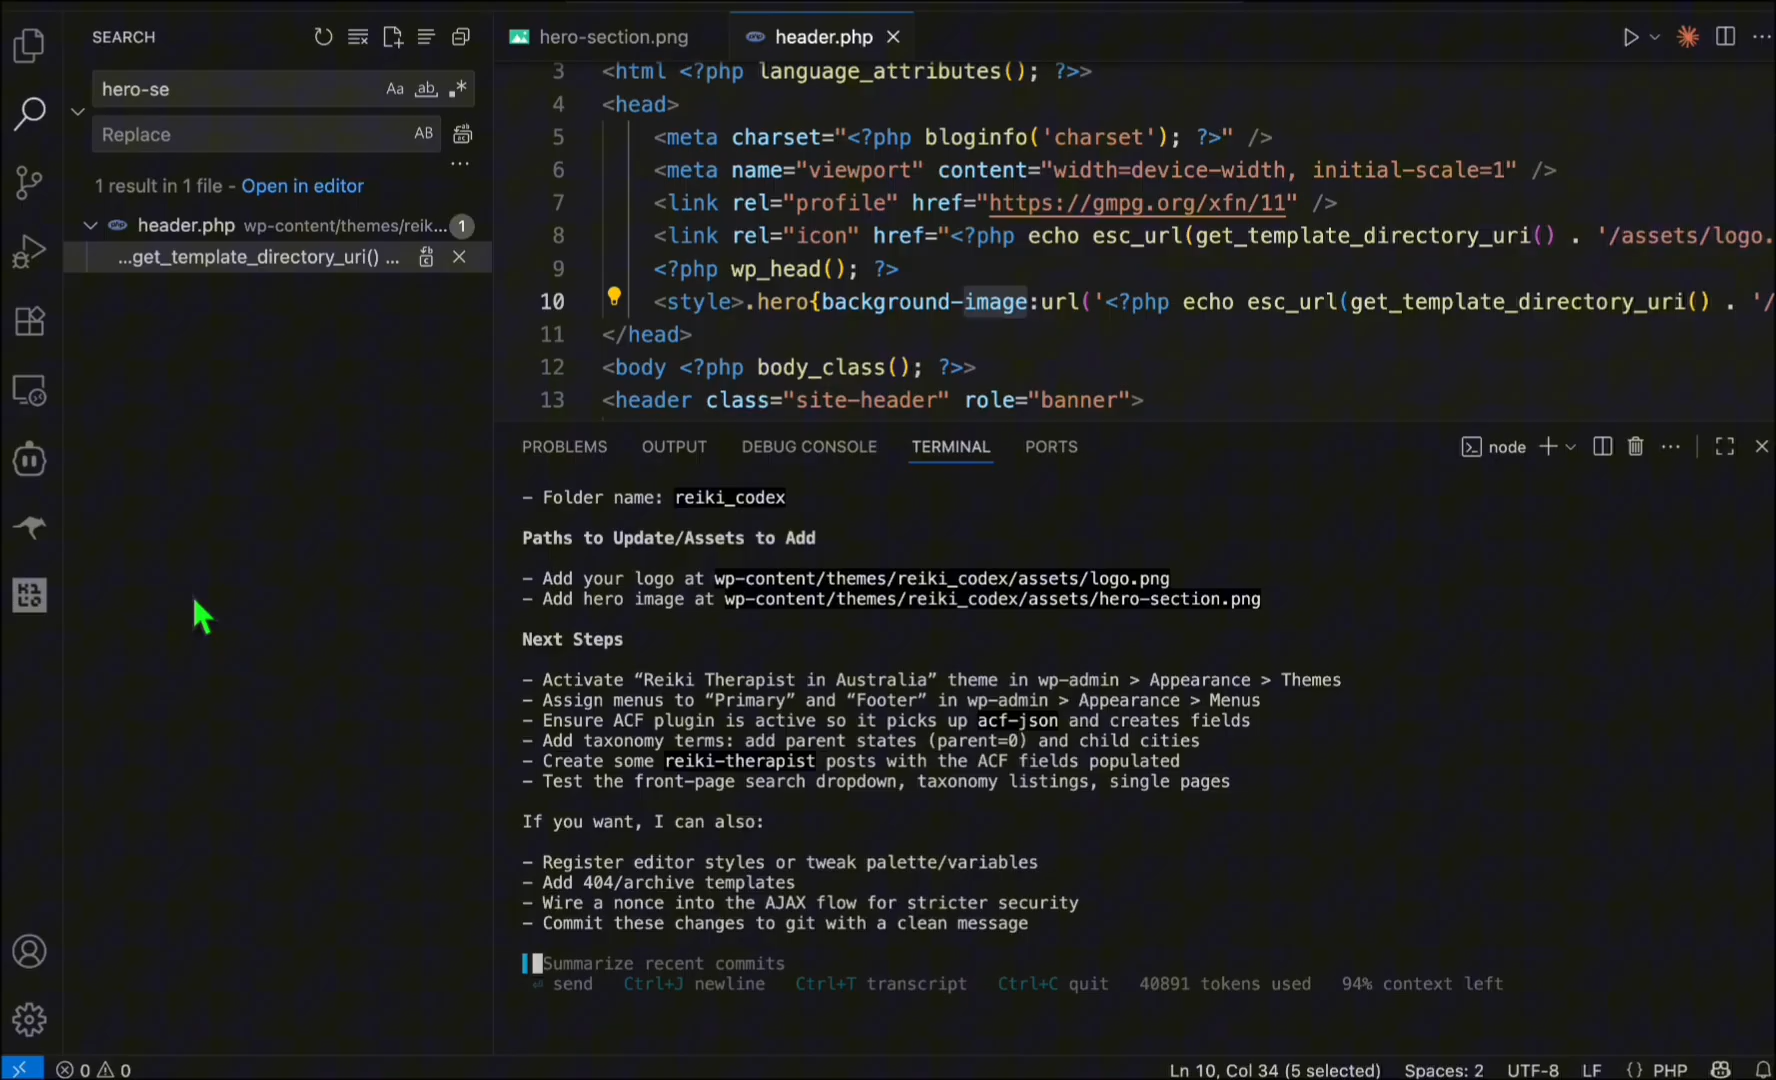 SEARCH
hero-se
Aa
ab
.*
Replace
AB
1 result in 1 file - Open in editor
header.php wp-content/themes/reik... 1
...get_template_directory_uri() ...
hero-section.png
header.php
3 <html <?php language_attributes(); ?>>
4 <head>
5 <meta charset="<?php bloginfo('charset'); ?>" />
6 <meta name="viewport" content="width=device-width, initial-scale=1" />
7 <link rel="profile" href="https://gmpg.org/xfn/11" />
8 <link rel="icon" href="<?php echo esc_url(get_template_directory_uri() . '/assets/logo.
9 <?php wp_head(); ?>
10 <style>.hero{background-image:url('<?php echo esc_url(get_template_directory_uri() . '/
11 </head>
12 <body <?php body_class(); ?>>
13 <header class="site-header" role="banner">
PROBLEMS OUTPUT DEBUG CONSOLE TERMINAL PORTS
node
– Folder name: reiki_codex
Paths to Update/Assets to Add
– Add your logo at wp-content/themes/reiki_codex/assets/logo.png
– Add hero image at wp-content/themes/reiki_codex/assets/hero-section.png
Next Steps
– Activate “Reiki Therapist in Australia” theme in wp-admin > Appearance > Themes
– Assign menus to “Primary” and “Footer” in wp-admin > Appearance > Menus
– Ensure ACF plugin is active so it picks up acf-json and creates fields
– Add taxonomy terms: add parent states (parent=0) and child cities
– Create some reiki-therapist posts with the ACF fields populated
– Test the front-page search dropdown, taxonomy listings, single pages
If you want, I can also:
– Register editor styles or tweak palette/variables
– Add 404/archive templates
– Wire a nonce into the AJAX flow for stricter security
– Commit these changes to git with a clean message
Summarize recent commits
⏎ send Ctrl+J newline Ctrl+T transcript Ctrl+C quit 40891 tokens used 94% context left
0 0
Ln 10, Col 34 (5 selected) Spaces: 2 UTF-8 LF {} PHP